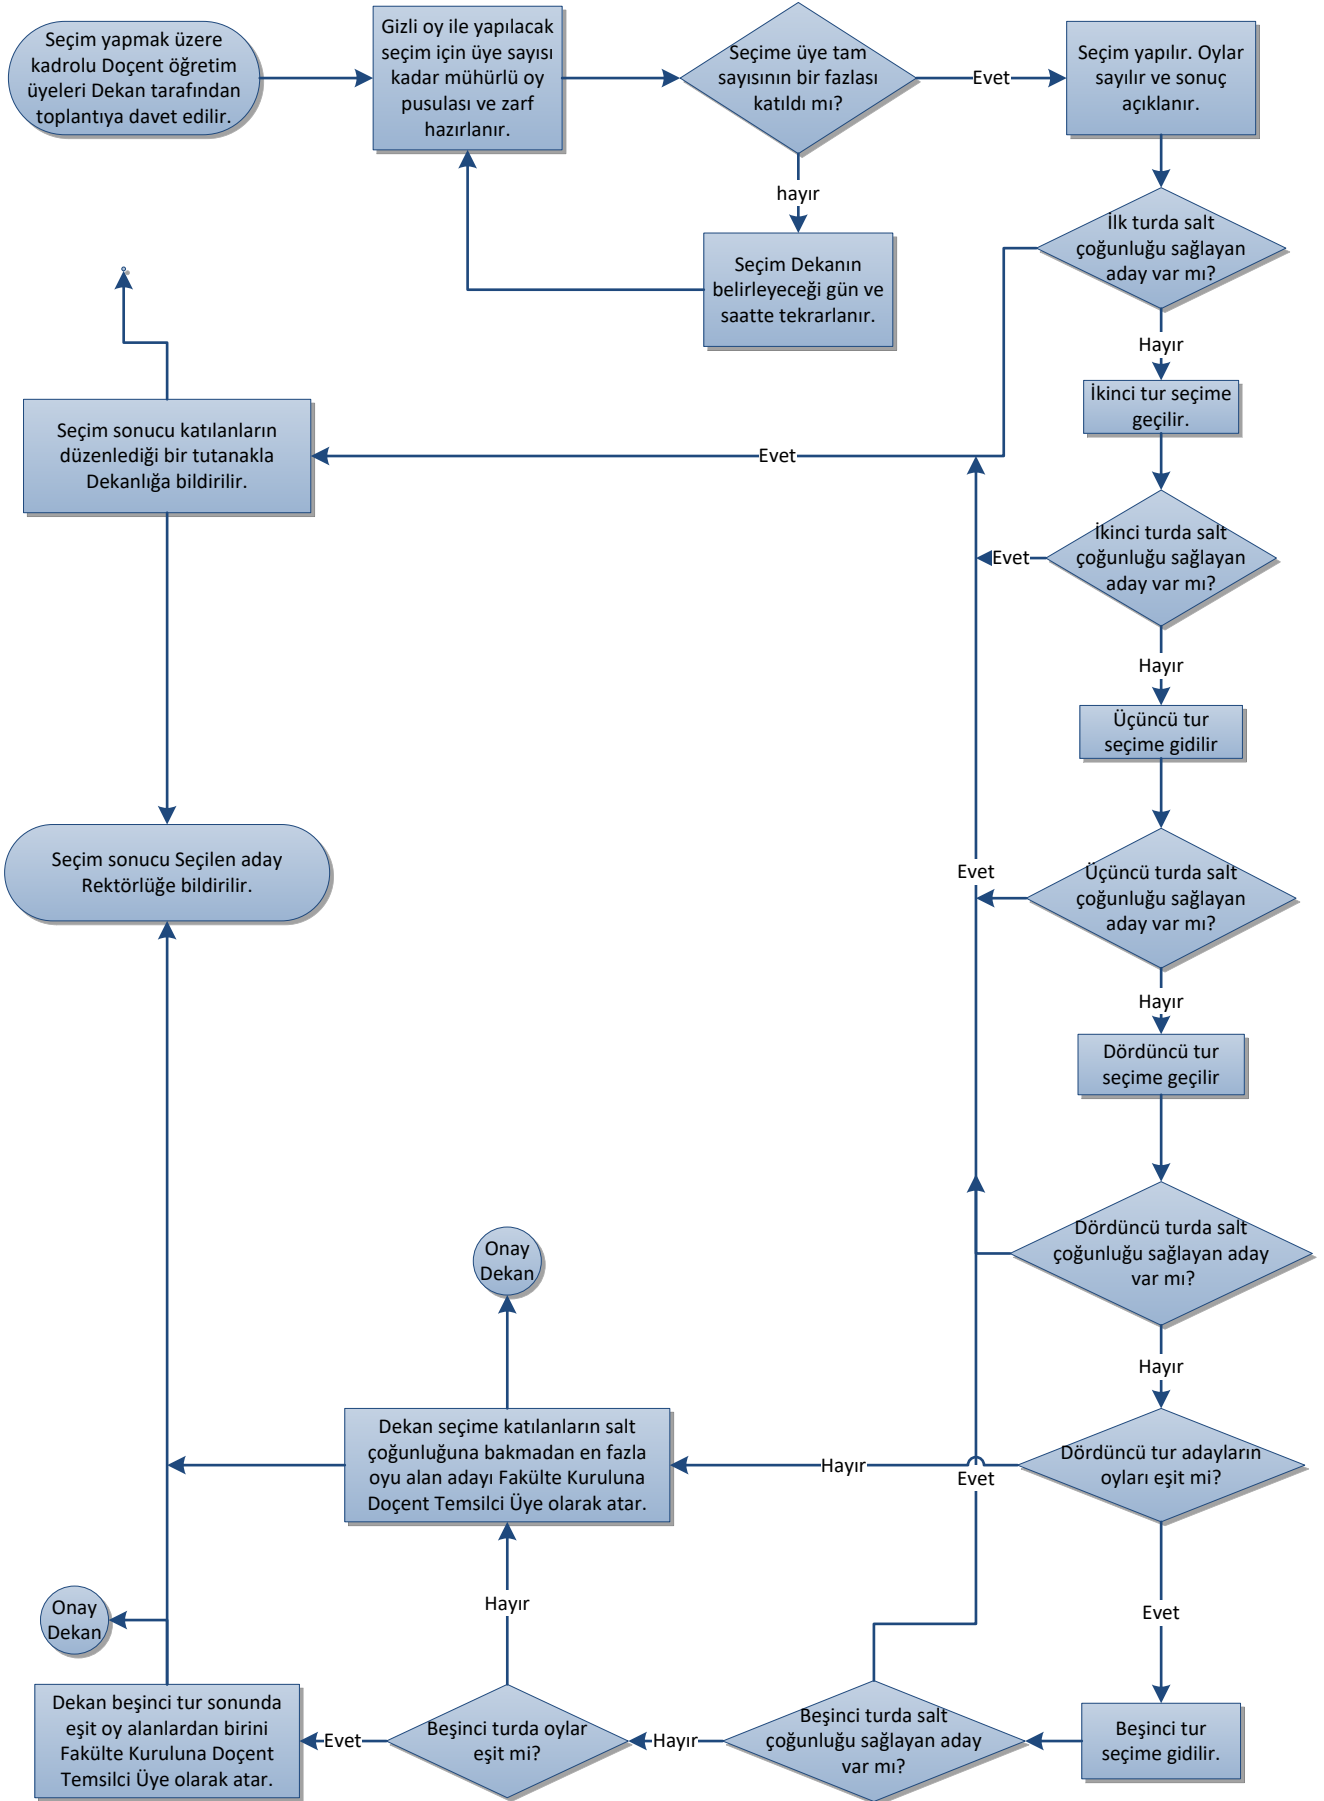 Seçim yapmak üzere
kadrolu Doçent öğretim
üyeleri Dekan tarafından
toplantıya davet edilir.
Gizli oy ile yapılacak
seçim için üye sayısı
kadar mühürlü oy
pusulası ve zarf
hazırlanır.
Seçime üye tam
sayısının bir fazlası
katıldı mı?
Evet
Seçim yapılır. Oylar
sayılır ve sonuç
açıklanır.
hayır
Seçim Dekanın
belirleyeceği gün ve
saatte tekrarlanır.
İlk turda salt
çoğunluğu sağlayan
aday var mı?
Hayır
İkinci tur seçime
geçilir.
Evet
Seçim sonucu katılanların
düzenlediği bir tutanakla
Dekanlığa bildirilir.
İkinci turda salt
çoğunluğu sağlayan
aday var mı?
Evet
Hayır
Üçüncü tur
seçime gidilir
Seçim sonucu Seçilen aday
Rektörlüğe bildirilir.
Evet
Üçüncü turda salt
çoğunluğu sağlayan
aday var mı?
Hayır
Dördüncü tur
seçime geçilir
Dördüncü turda salt
çoğunluğu sağlayan aday
var mı?
Onay
Dekan
Hayır
Dekan seçime katılanların salt
çoğunluğuna bakmadan en fazla
oyu alan adayı Fakülte Kuruluna
Doçent Temsilci Üye olarak atar.
Hayır
Evet
Dördüncü tur adayların
oyları eşit mi?
Hayır
Evet
Onay
Dekan
Dekan beşinci tur sonunda
eşit oy alanlardan birini
Fakülte Kuruluna Doçent
Temsilci Üye olarak atar.
Evet
Beşinci turda oylar
eşit mi?
Hayır
Beşinci turda salt
çoğunluğu sağlayan aday
var mı?
Beşinci tur
seçime gidilir.